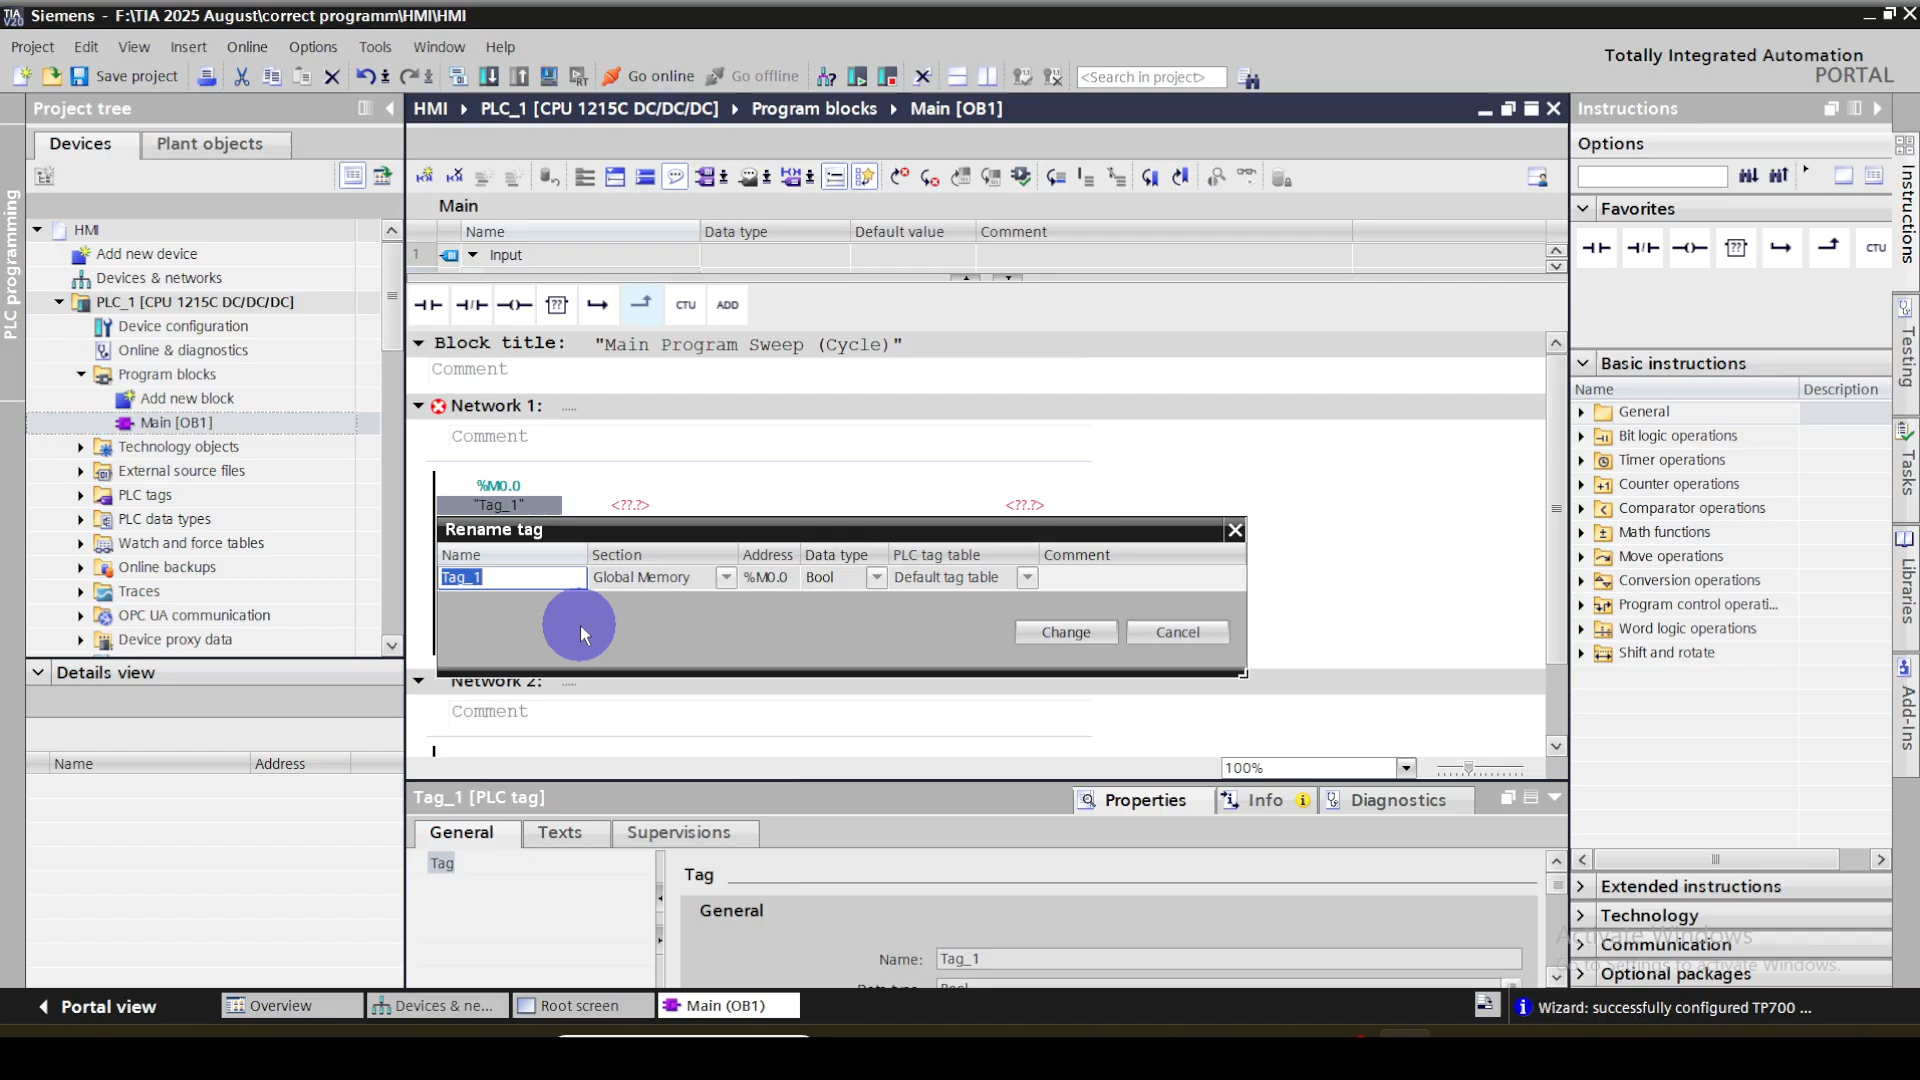 Siemens - F:\TIA 2025 August\correct programm\HMI\HMI
Project Edit View Insert Online Options Tools Window Help
Totally Integrated Automation
PORTAL
Save project Go online Go offline <Search in project>
PLC programming
Project tree
HMI PLC_1 [CPU 1215C DC/DC/DC] Program blocks Main [OB1]
Instructions
Devices Plant objects
Options
Main
Name Data type Default value Comment
1 Input
Favorites
CTU
HMI
Add new device
Devices & networks
PLC_1 [CPU 1215C DC/DC/DC]
Device configuration
Online & diagnostics
Program blocks
Add new block
Main [OB1]
Technology objects
External source files
PLC tags
PLC data types
Watch and force tables
Online backups
Traces
OPC UA communication
Device proxy data
?? CTU ADD
Block title: "Main Program Sweep (Cycle)"
Comment
Network 1: .....
Comment
%M0.0
"Tag_1" <??.?> <??.?>
Rename tag
Name Section Address Data type PLC tag table Comment
Tag_1 Global Memory %M0.0 Bool Default tag table
Change Cancel
Network 2: .....
Comment
100%
Basic instructions
Name Description
General
Bit logic operations
Timer operations
Counter operations
Comparator operations
Math functions
Move operations
Conversion operations
Program control operati...
Word logic operations
Shift and rotate
Extended instructions
Technology
Communication
Optional packages
Activate Windows
Go to Settings to activate Windows.
Instructions
Testing
Tasks
Libraries
Add-Ins
Details view
Name Address
Tag_1 [PLC tag]
Properties Info Diagnostics
General Texts Supervisions
Tag
Tag
General
Name: Tag_1
Data type: Bool
Portal view Overview Devices & ne... Root screen Main (OB1) Wizard: successfully configured TP700 ...